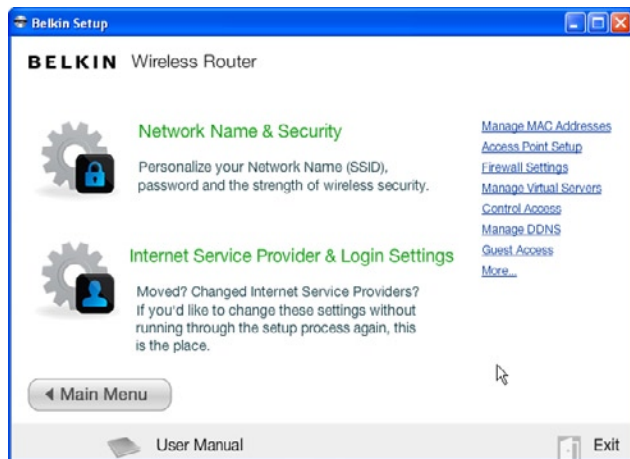 Belkin Setup
BELKIN Wireless Router
Network Name & Security
Personalize your Network Name (SSID),
password and the strength of wireless security.
Internet Service Provider & Login Settings
Moved? Changed Internet Service Providers?
If you'd like to change these settings without
running through the setup process again, this
is the place.
Manage MAC Addresses
Access Point Setup
Firewall Settings
Manage Virtual Servers
Control Access
Manage DDNS
Guest Access
More...
Main Menu
User Manual
Exit